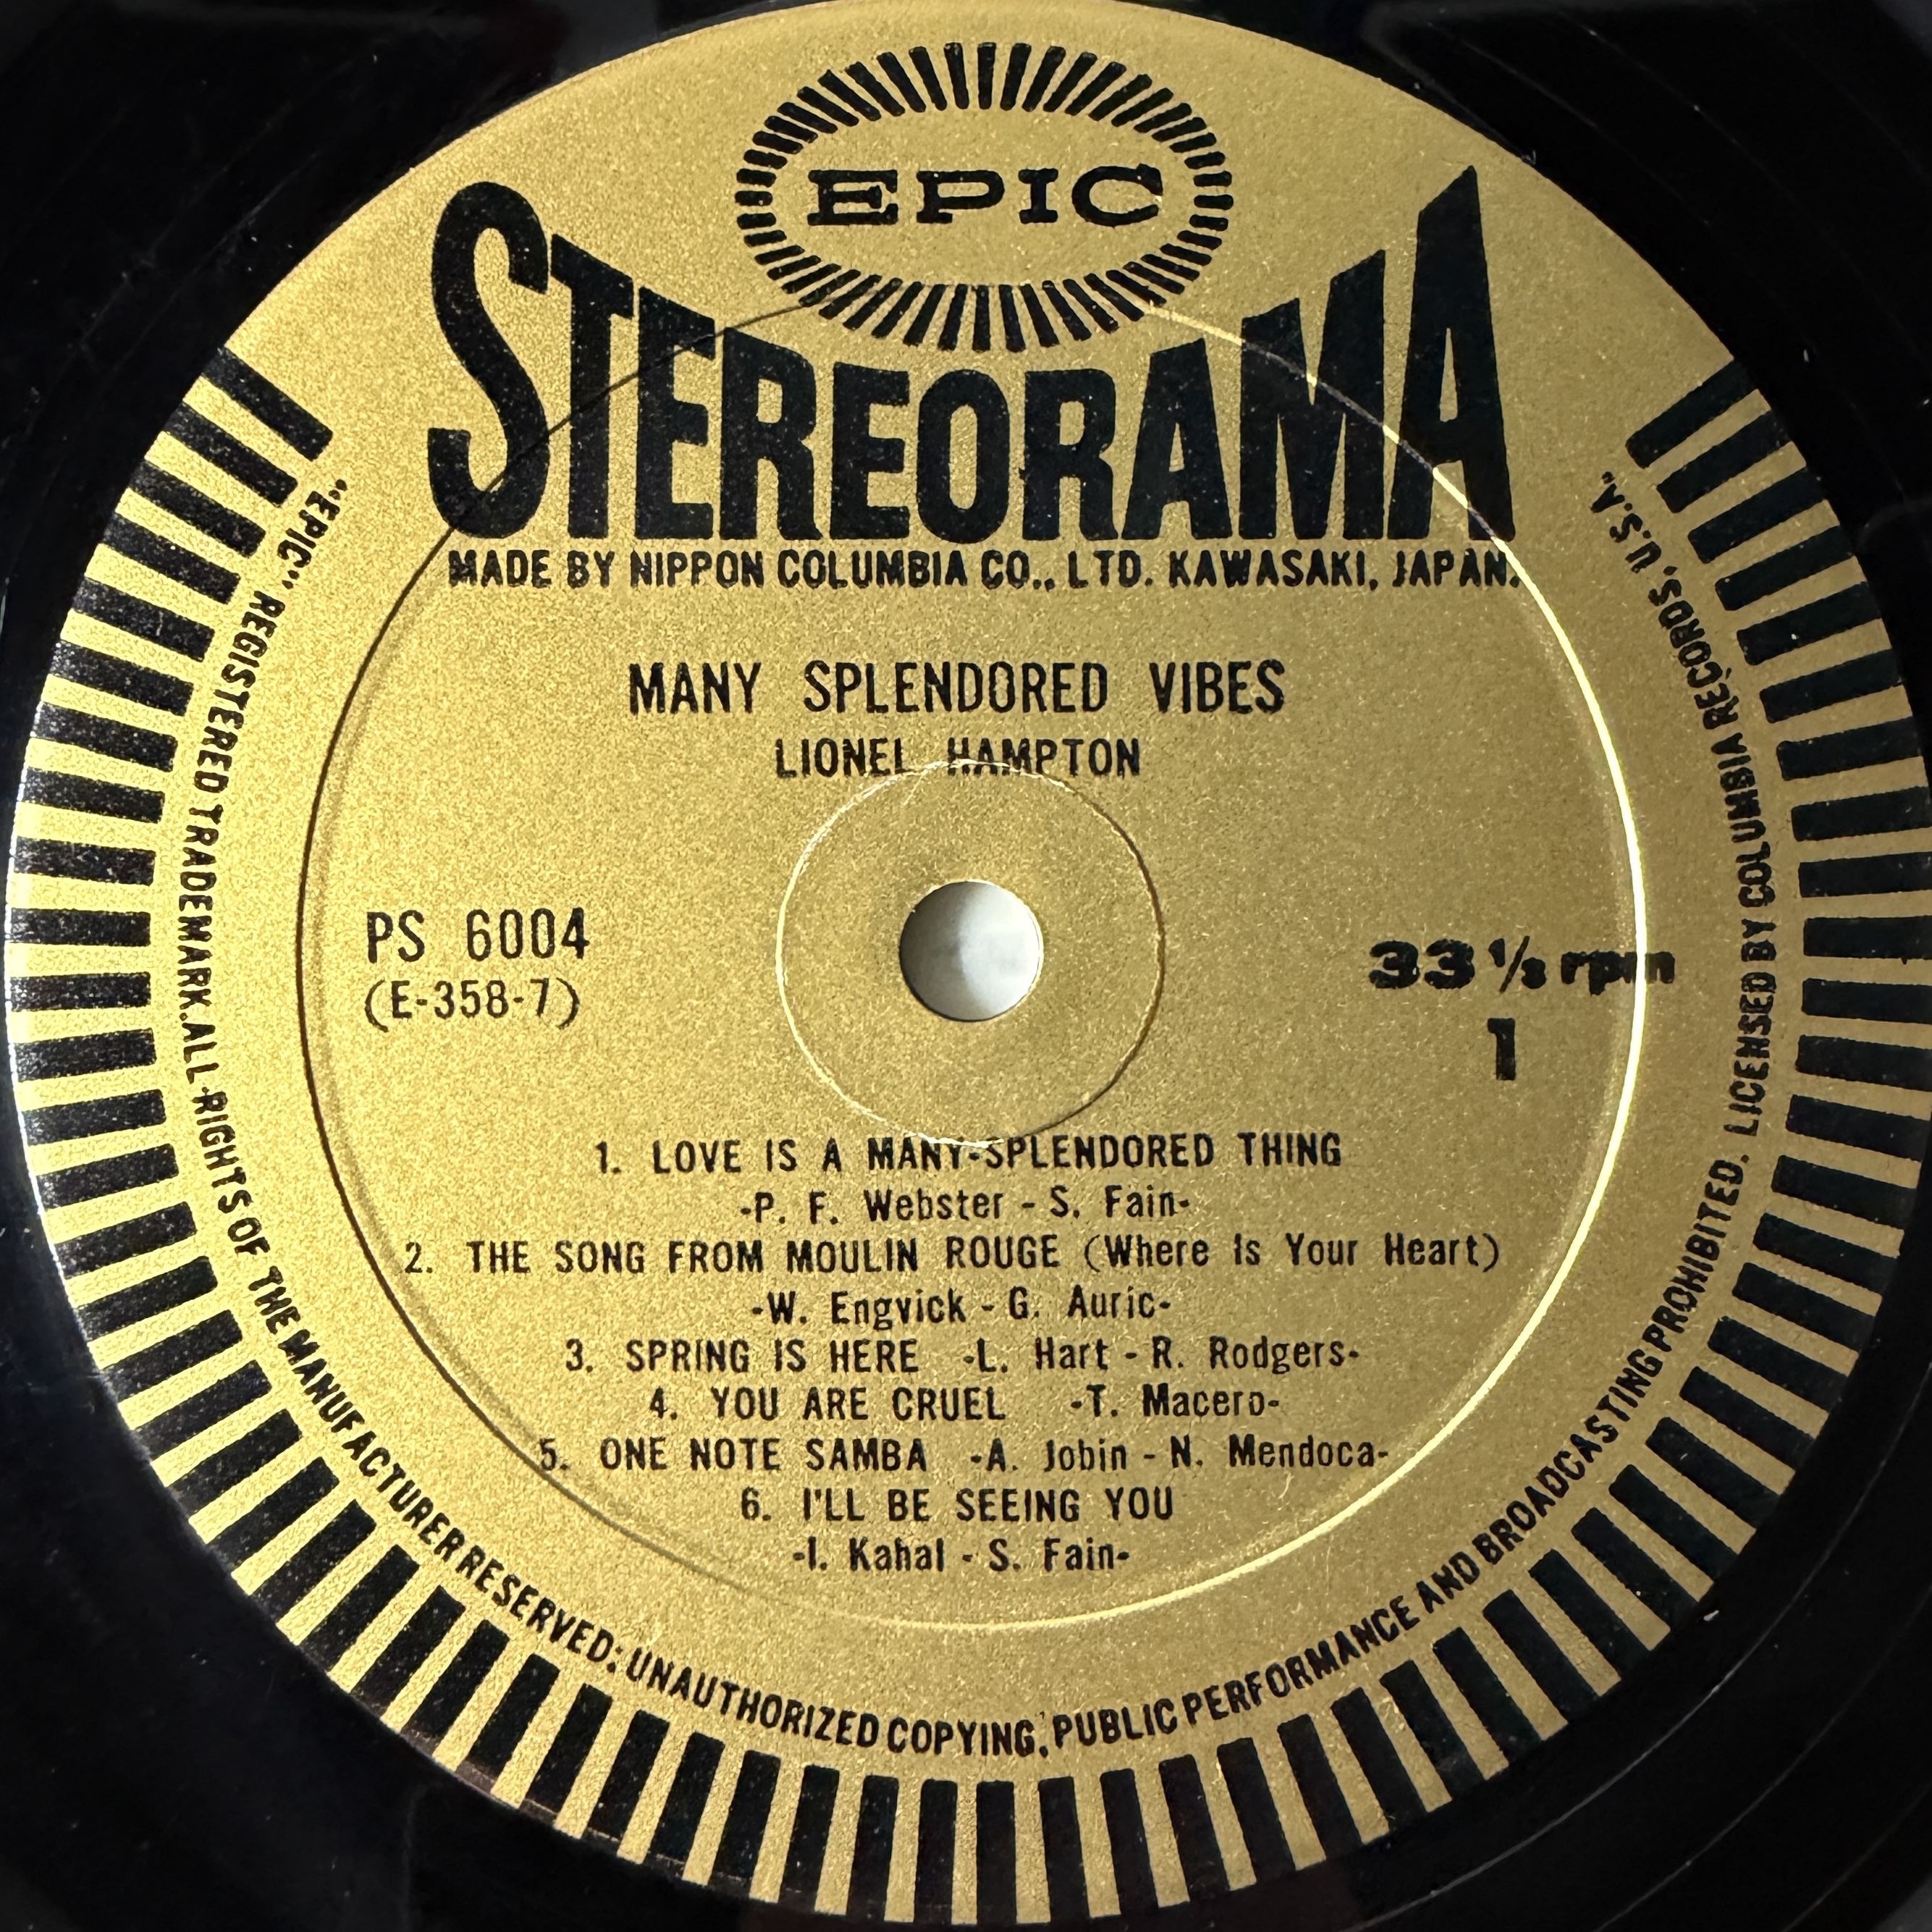 EPIC
STEREORAMA
MADE BY NIPPON COLUMBIA CO., LTD. KAWASAKI, JAPAN.
MANY SPLENDORED VIBES
LIONEL HAMPTON
PS 6004
(E-358-7)
33 1/3 rpm
1
1. LOVE IS A MANY-SPLENDORED THING
-P. F. Webster - S. Fain-
2. THE SONG FROM MOULIN ROUGE (Where Is Your Heart)
-W. Engvick - G. Auric-
3. SPRING IS HERE -L. Hart - R. Rodgers-
4. YOU ARE CRUEL -T. Macero-
5. ONE NOTE SAMBA -A. Jobin - N. Mendoca-
6. I'LL BE SEEING YOU
-I. Kahal - S. Fain-
"EPIC" REGISTERED TRADEMARK. ALL RIGHTS OF THE MANUFACTURER RESERVED: UNAUTHORIZED COPYING, PUBLIC PERFORMANCE AND BROADCASTING PROHIBITED. LICENSED BY COLUMBIA RECORDS, U.S.A.